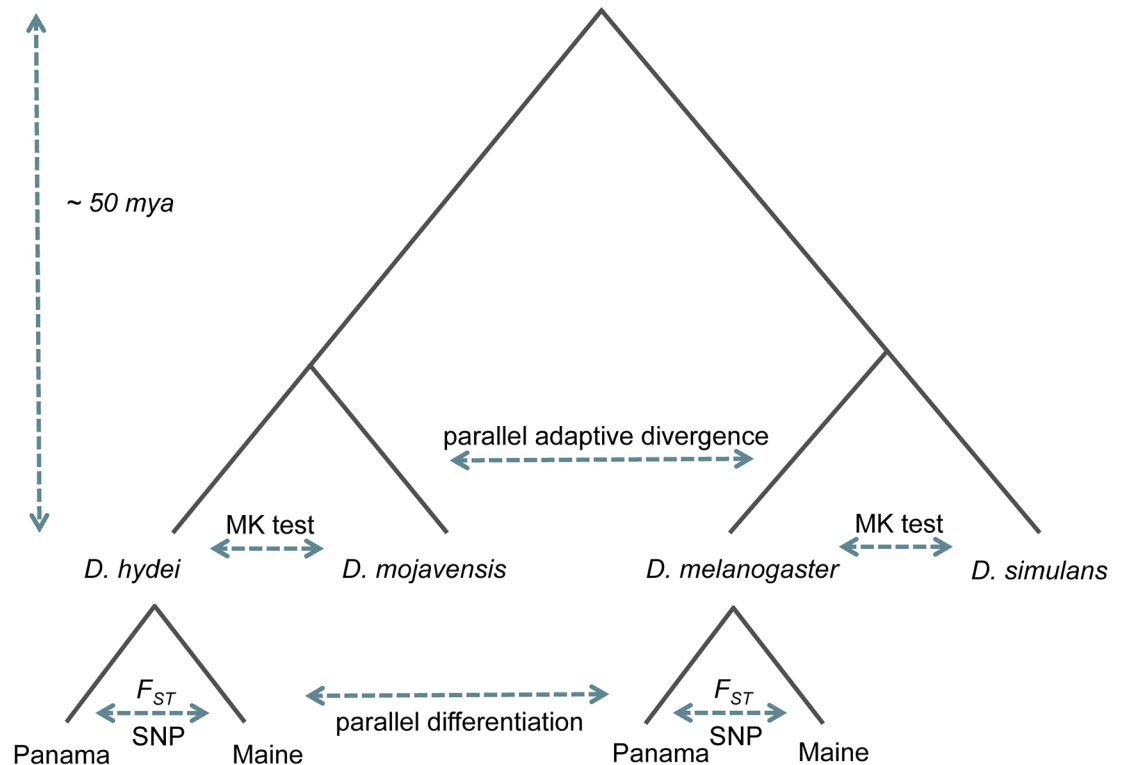 ~ 50 mya
parallel adaptive divergence
MK test
MK test
D. hydei
D. mojavensis
D. melanogaster
D. simulans
FST
SNP
parallel differentiation
FST
SNP
Panama
Maine
Panama
Maine